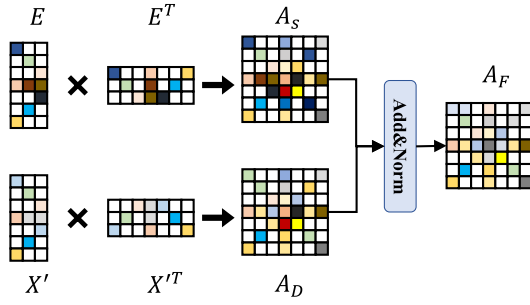 E
E^T
A_s
A_F
Add&Norm
X'
X'^T
A_D